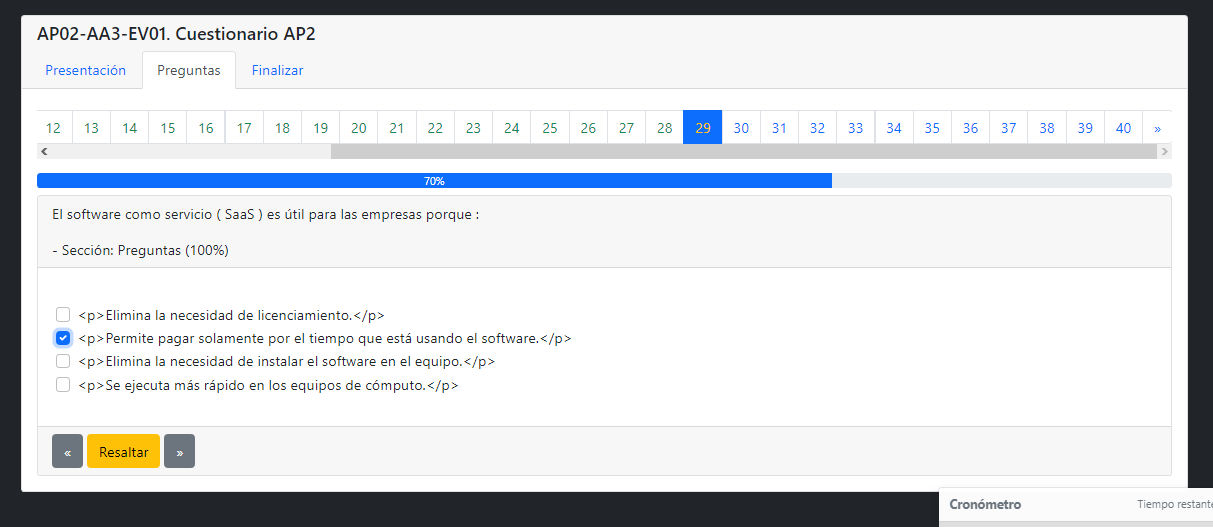 AP02-AA3-EV01. Cuestionario AP2
Presentación Preguntas Finalizar
12 13 14 15 16 17 18 19 20 21 22 23 24 25 26 27 28 29 30 31 32 33 34 35 36 37 38 39 40 »
70%
El software como servicio ( SaaS ) es útil para las empresas porque :
- Sección: Preguntas (100%)
<p>Elimina la necesidad de licenciamiento.</p>
<p>Permite pagar solamente por el tiempo que está usando el software.</p>
<p>Elimina la necesidad de instalar el software en el equipo.</p>
<p>Se ejecuta más rápido en los equipos de cómputo.</p>
« Resaltar »
Cronómetro Tiempo restante